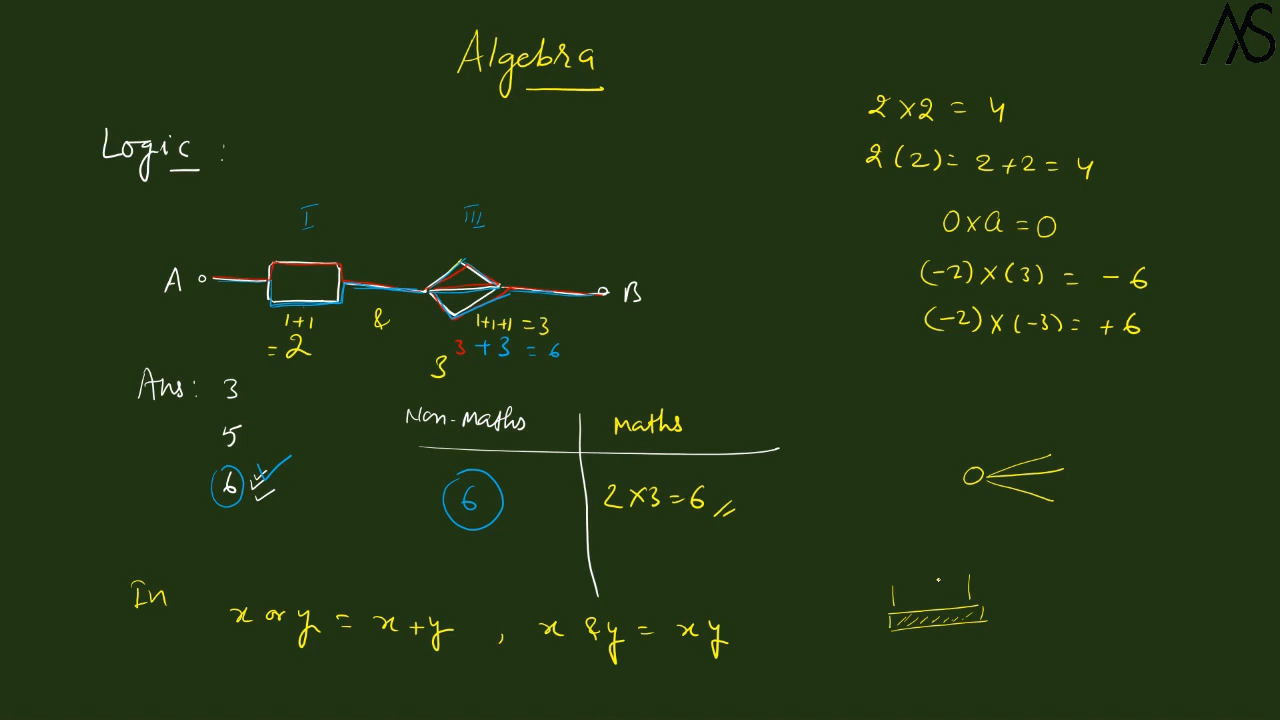 AS
Algebra
Logic :
I III
A B
1+1 & 1+1+1 = 3
= 2 3 + 3 = 6
3
Ans: 3
5
6
Non-Maths Maths
6 2 × 3 = 6
In x or y = x + y , x & y = x y
2 × 2 = 4
2 ( 2 ) = 2 + 2 = 4
0 × a = 0
(-2) × (3) = - 6
(-2) × (-3) = + 6